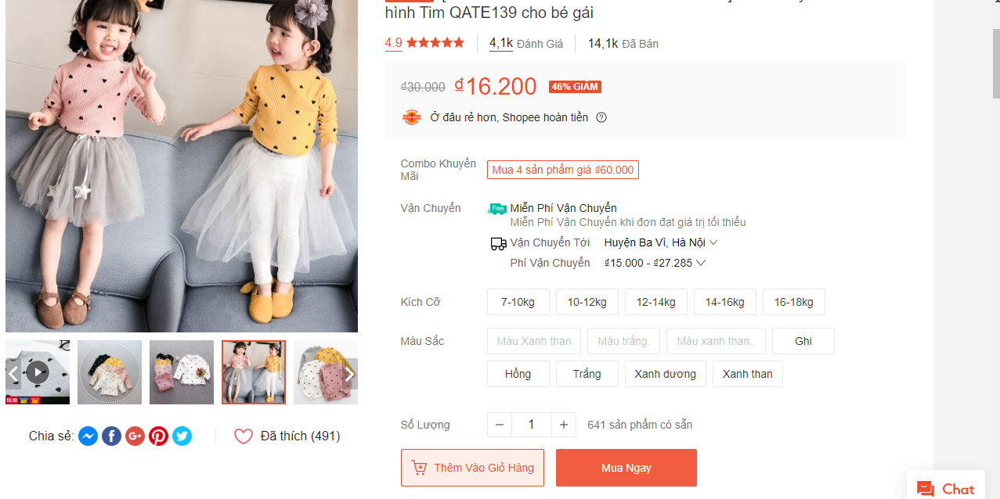 hình Tim QATE139 cho bé gái
4.9
4,1k Đánh Giá
14,1k Đã Bán
₫30.000 ₫16.200 46% GIẢM
Ở đâu rẻ hơn, Shopee hoàn tiền ?
Combo Khuyến
Mãi
Mua 4 sản phẩm giá ₫60.000
Vận Chuyển
Free Miễn Phí Vận Chuyển
Miễn Phí Vận Chuyển khi đơn đạt giá trị tối thiểu
Vận Chuyển Tới Huyện Ba Vì, Hà Nội
Phí Vận Chuyển ₫15.000 - ₫27.285
Kích Cỡ 7-10kg 10-12kg 12-14kg 14-16kg 16-18kg
Màu Sắc Màu Xanh than Màu trắng. Màu xanh than.. Ghi
Hồng Trắng Xanh dương Xanh than
Số Lượng − 1 + 641 sản phẩm có sẵn
Thêm Vào Giỏ Hàng Mua Ngay
10.10
Chia sẻ: f G+ Đã thích (491)
Chat